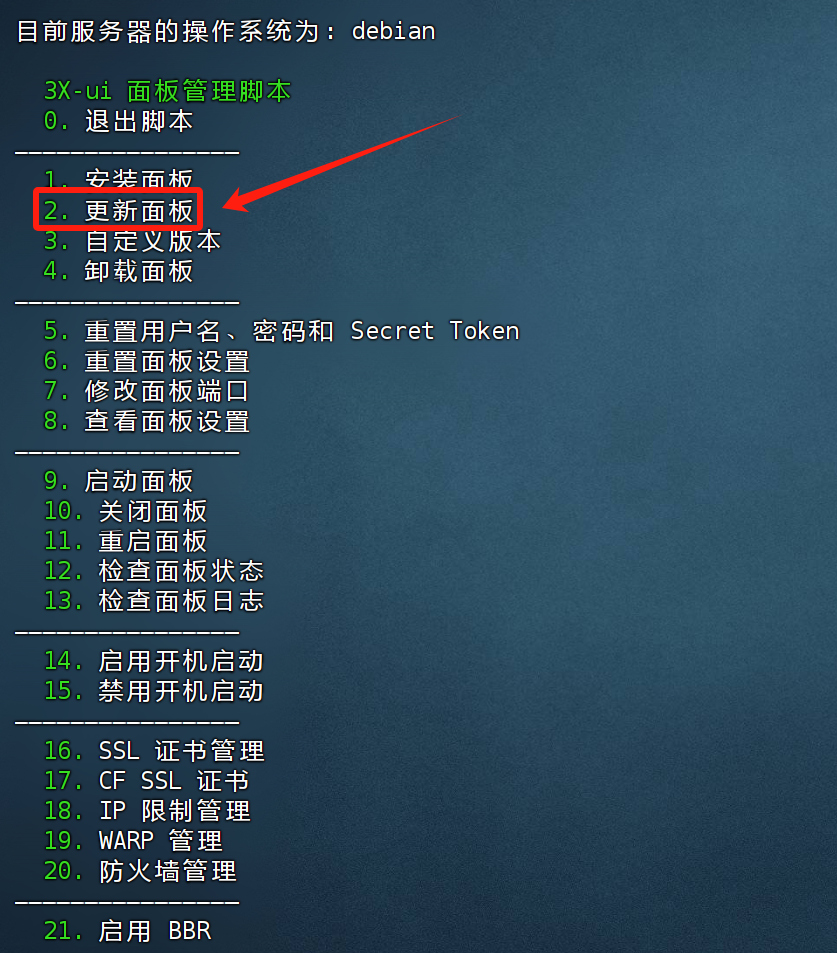 目前服务器的操作系统为: debian
3X-ui 面板管理脚本
0. 退出脚本
————————————————
1. 安装面板
2. 更新面板
3. 自定义版本
4. 卸载面板
————————————————
5. 重置用户名、密码和 Secret Token
6. 重置面板设置
7. 修改面板端口
8. 查看面板设置
————————————————
9. 启动面板
10. 关闭面板
11. 重启面板
12. 检查面板状态
13. 检查面板日志
————————————————
14. 启用开机启动
15. 禁用开机启动
————————————————
16. SSL 证书管理
17. CF SSL 证书
18. IP 限制管理
19. WARP 管理
20. 防火墙管理
————————————————
21. 启用 BBR